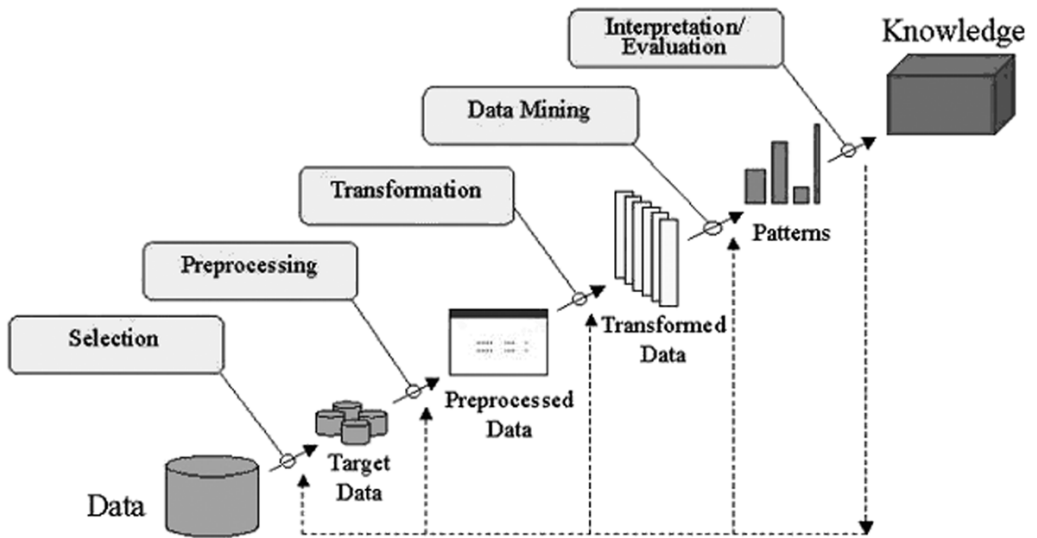 Interpretation/
Evaluation
Knowledge
Data Mining
Transformation
Patterns
Preprocessing
Selection
Transformed
Data
Preprocessed
Data
Target
Data
Data